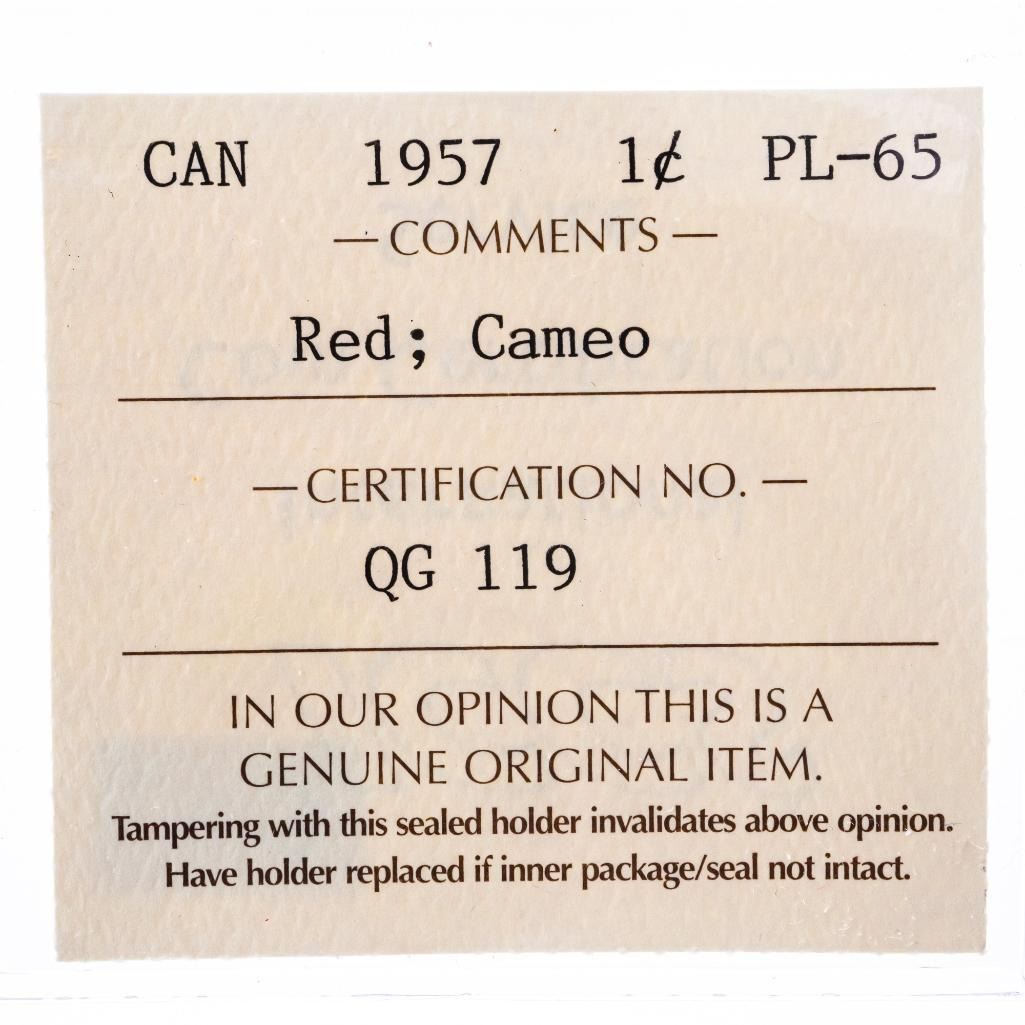 CAN 1957 1¢ PL-65
— COMMENTS —
Red; Cameo
— CERTIFICATION NO. —
QG 119
IN OUR OPINION THIS IS A
GENUINE ORIGINAL ITEM.
Tampering with this sealed holder invalidates above opinion.
Have holder replaced if inner package/seal not intact.